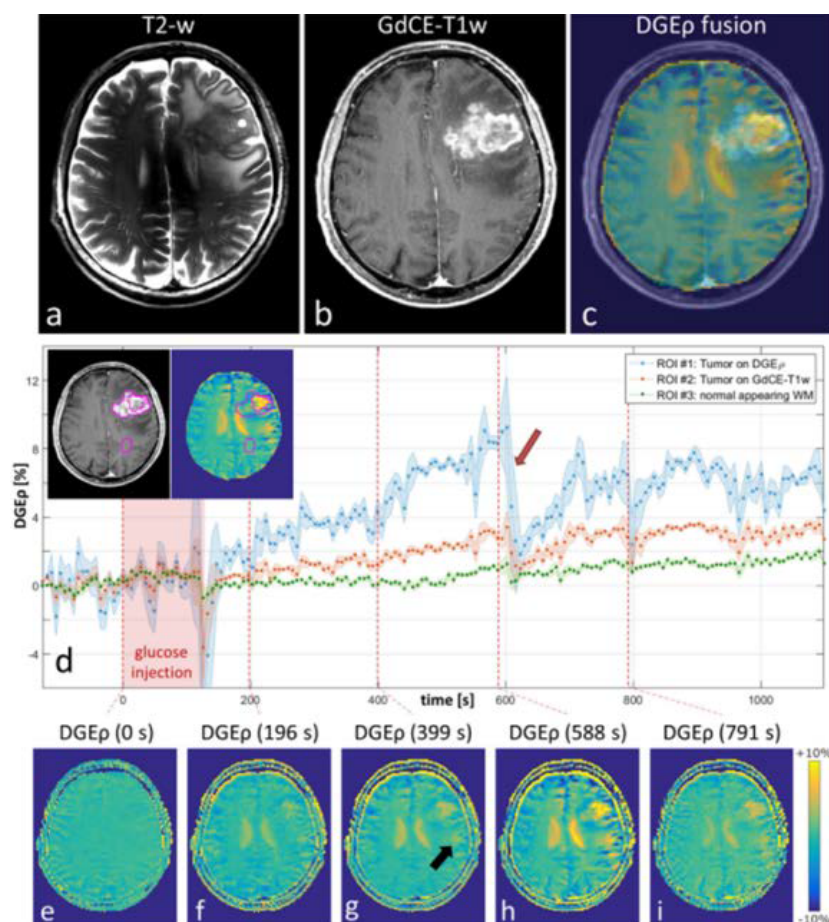 T2-w GdCE-T1w DGEρ fusion
a b c
ROI #1: Tumor on DGEρ
ROI #2: Tumor on GdCE-T1w
ROI #3: normal appearing WM
DGEρ [%]
12
8
4
0
-4
glucose
injection
d
0 200 400 600 800 1000
time [s]
DGEρ (0 s) DGEρ (196 s) DGEρ (399 s) DGEρ (588 s) DGEρ (791 s)
+10%
-10%
e f g h i